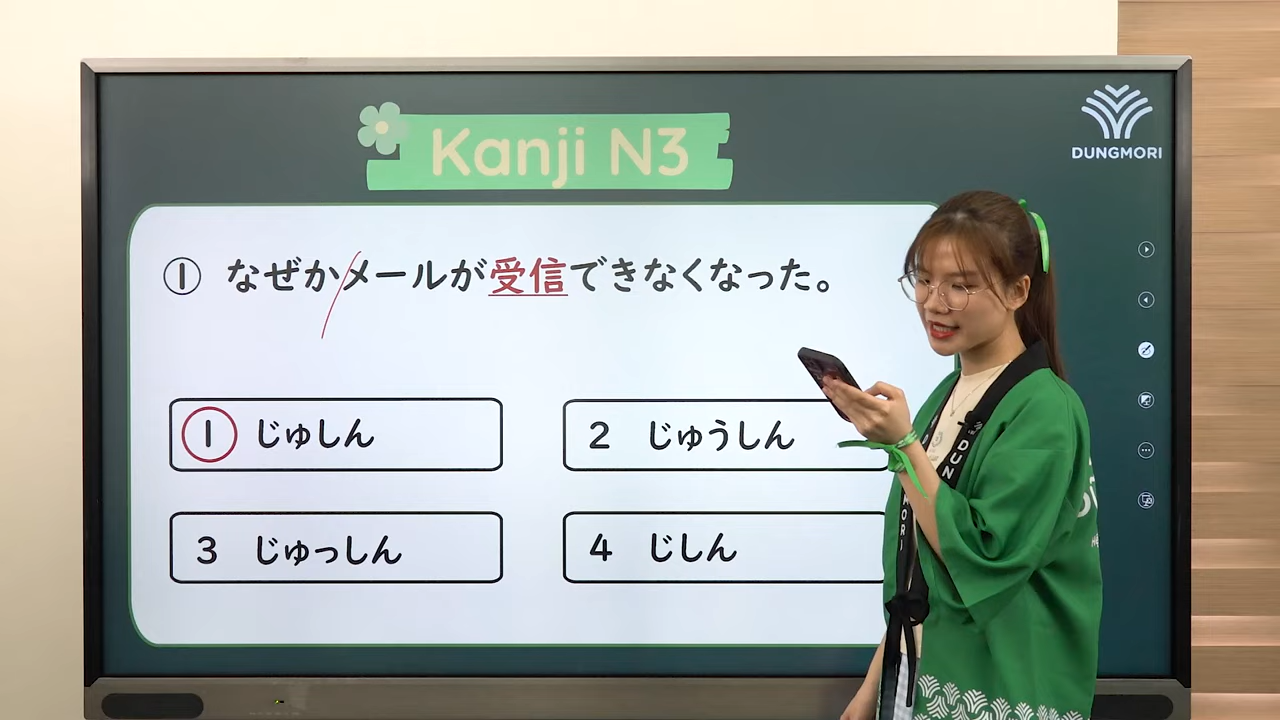 Kanji N3
DUNGMORI
① なぜかメールが受信できなくなった。
1 じゅしん
2 じゅうしん
3 じゅっしん
4 じしん
DUN
MORI